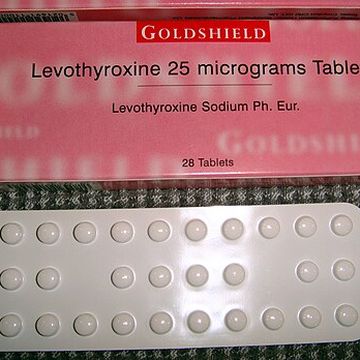 GOLDSHIELD
Levothyroxine 25 micrograms Table
Levothyroxine Sodium Ph. Eur.
GOLDSHIELD
28 Tablets